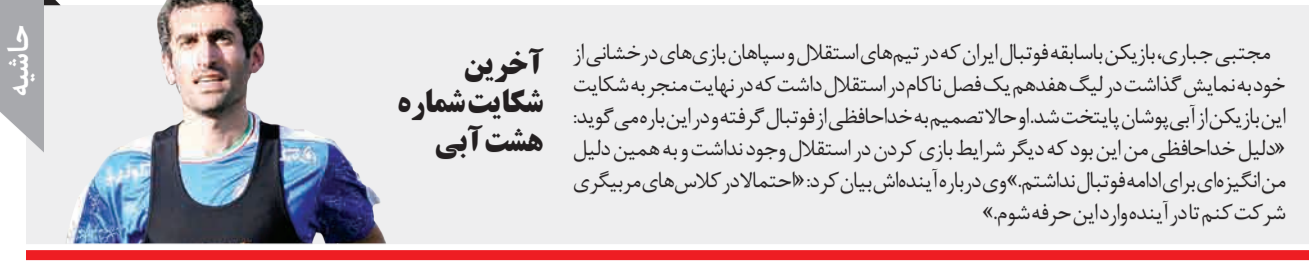 حاشیه
آخرین
شکایت شماره
هشت آبی
مجتبی جباری، بازیکن باسابقه فوتبال ایران که در تیم‌های استقلال و سپاهان بازی‌های درخشانی از
خود به نمایش گذاشت در لیگ هفدهم یک فصل ناکام در استقلال داشت که در نهایت منجر به شکایت
این بازیکن از آبی‌پوشان پایتخت شد. او حالا تصمیم به خداحافظی از فوتبال گرفته و در این باره می‌گوید:
«دلیل خداحافظی من این بود که دیگر شرایط بازی کردن در استقلال وجود نداشت و به همین دلیل
من انگیزه‌ای برای ادامه فوتبال نداشتم.» وی درباره آینده‌اش بیان کرد: «احتمالا در کلاس‌های مربیگری
شرکت کنم تا در آینده وارد این حرفه شوم.»